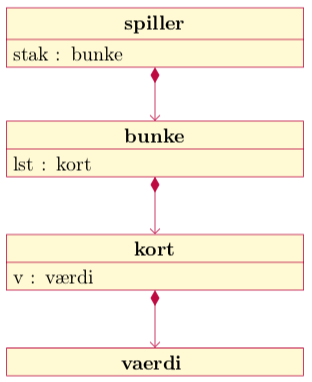 spiller
stak : bunke
bunke
lst : kort
kort
v : værdi
vaerdi